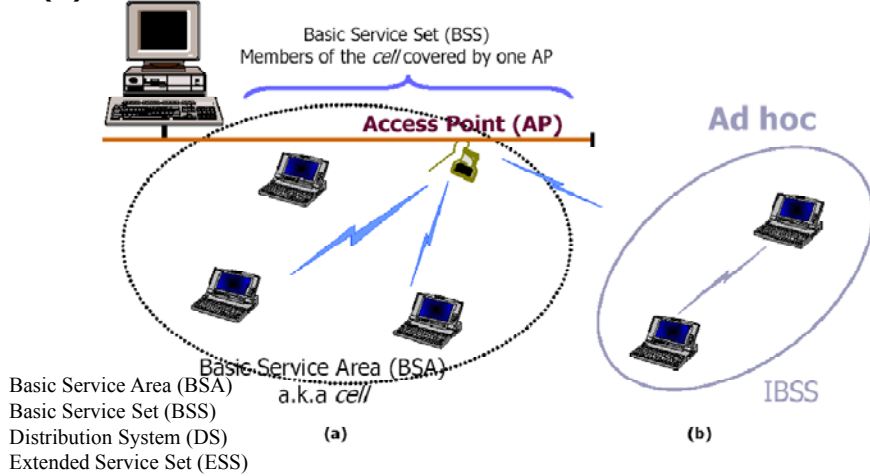 Basic Service Set (BSS)
Members of the cell covered by one AP
Access Point (AP)
Ad hoc
Basic Service Area (BSA)
a.k.a cell
IBSS
Basic Service Area (BSA)
Basic Service Set (BSS)
Distribution System (DS)
Extended Service Set (ESS)
(a)
(b)